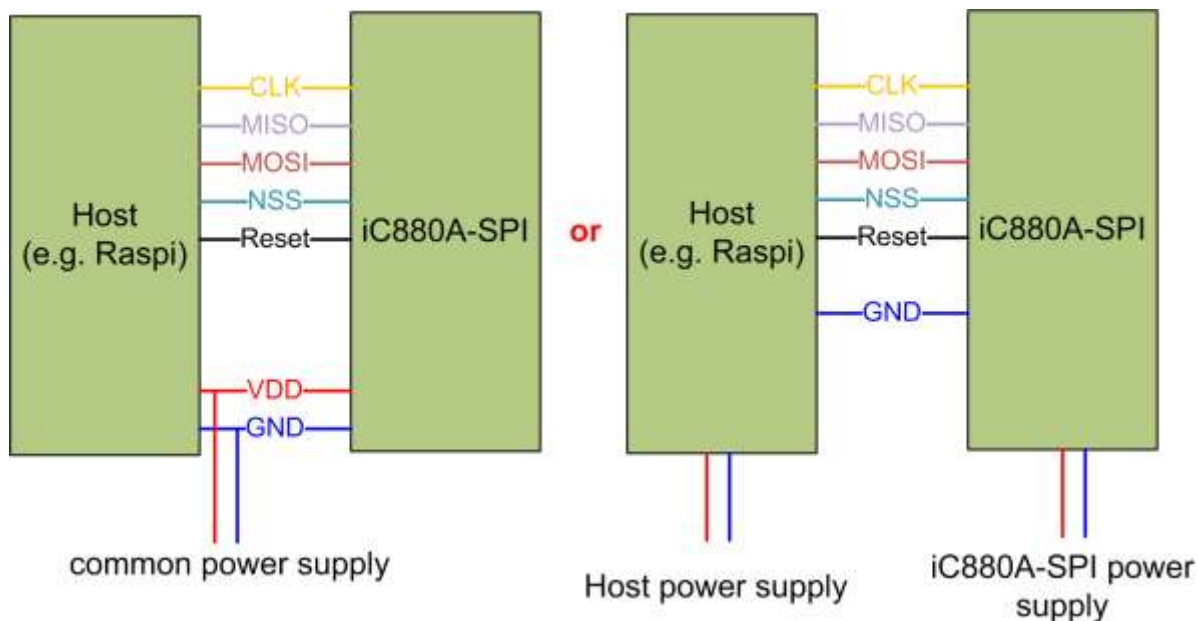 CLK
MISO
MOSI
NSS
Reset
Host
(e.g. Raspi)
iC880A-SPI
VDD
GND
common power supply
or
CLK
MISO
MOSI
NSS
Reset
Host
(e.g. Raspi)
iC880A-SPI
GND
Host power supply
iC880A-SPI power
supply